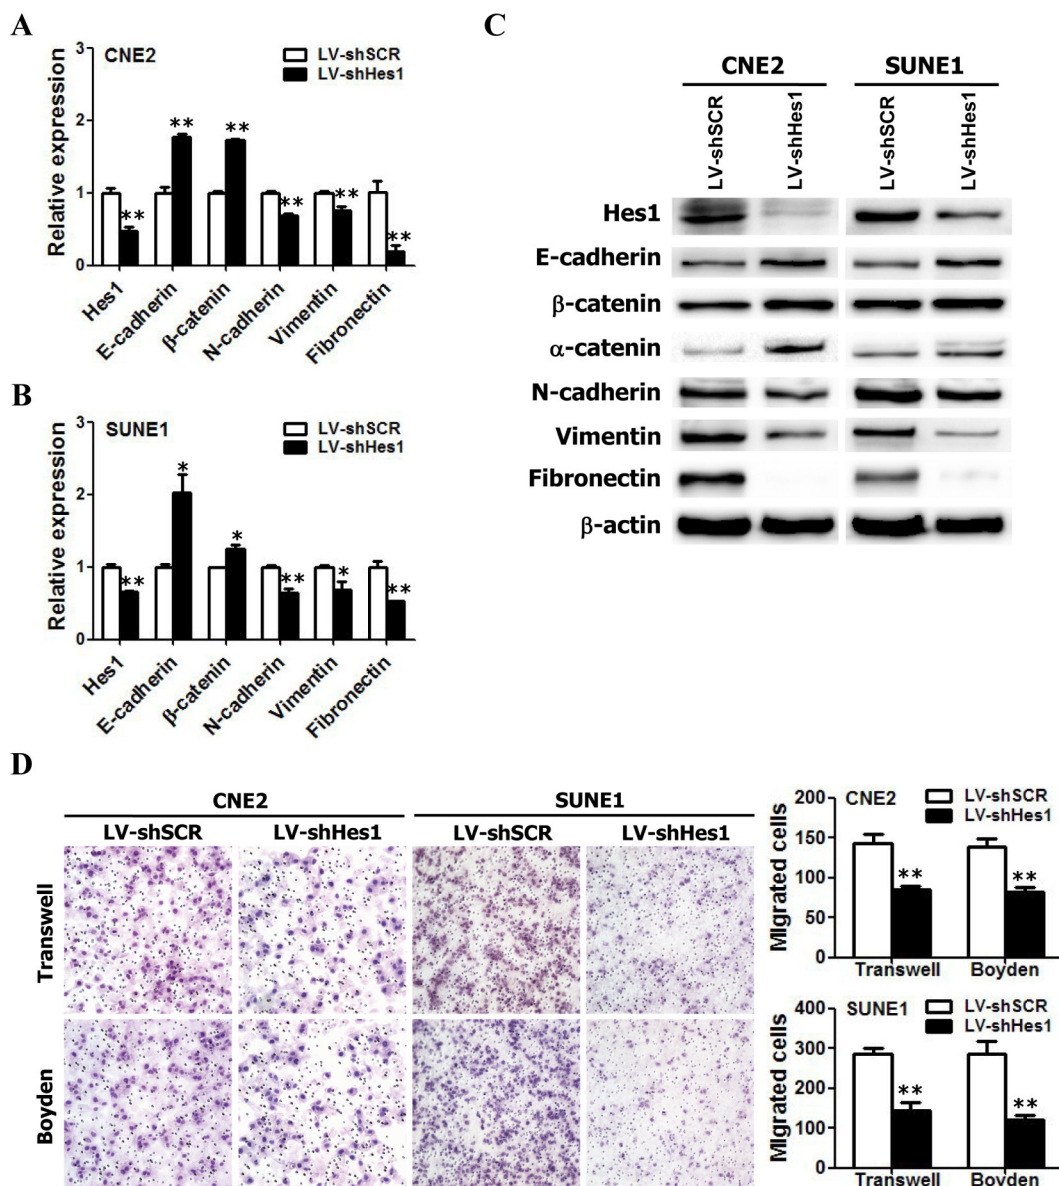 A
CNE2
LV-shSCR
LV-shHes1
Relative expression
3
2
1
0
** ** ** ** ** **
Hes1 E-cadherin β-catenin N-cadherin Vimentin Fibronectin
B
SUNE1
LV-shSCR
LV-shHes1
Relative expression
3
2
1
0
** * * ** * **
Hes1 E-cadherin β-catenin N-cadherin Vimentin Fibronectin
C
CNE2 SUNE1
LV-shSCR LV-shHes1 LV-shSCR LV-shHes1
Hes1
E-cadherin
β-catenin
α-catenin
N-cadherin
Vimentin
Fibronectin
β-actin
D
CNE2 SUNE1
LV-shSCR LV-shHes1 LV-shSCR LV-shHes1
Transwell
Boyden
CNE2
LV-shSCR
LV-shHes1
MIgrated cells
200
150
100
50
0
** **
Transwell Boyden
SUNE1
LV-shSCR
LV-shHes1
MIgrated cells
400
300
200
100
0
** **
Transwell Boyden